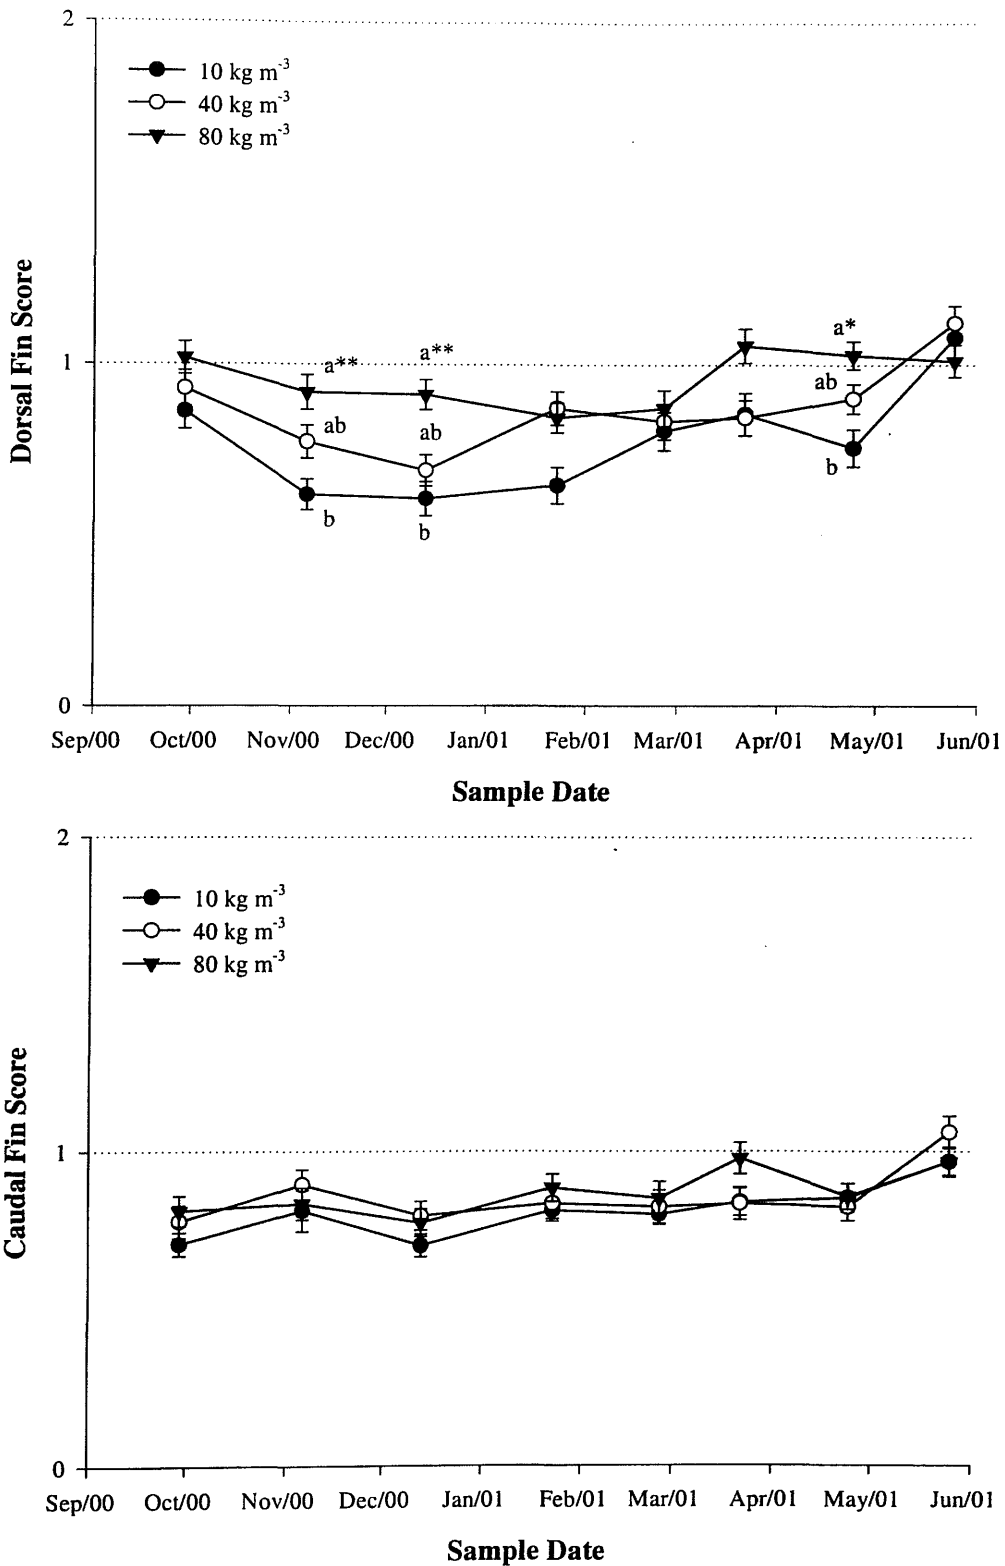 2
10 kg m-3
40 kg m-3
80 kg m-3
Dorsal Fin Score
a*
a**
a**
1
ab
ab
ab
b
b
b
0
Sep/00 Oct/00 Nov/00 Dec/00 Jan/01 Feb/01 Mar/01 Apr/01 May/01 Jun/01
Sample Date
2
10 kg m-3
40 kg m-3
80 kg m-3
Caudal Fin Score
1
0
Sep/00 Oct/00 Nov/00 Dec/00 Jan/01 Feb/01 Mar/01 Apr/01 May/01 Jun/01
Sample Date